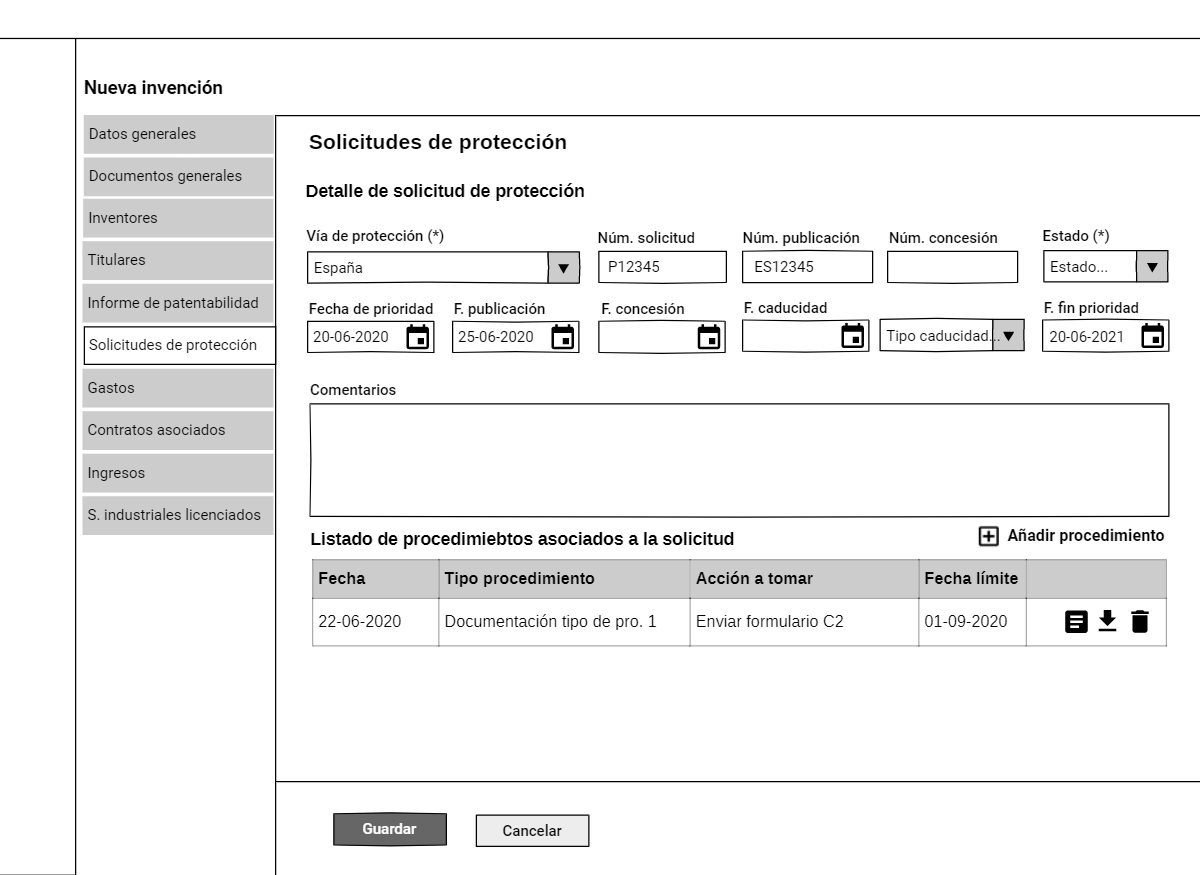 Nueva invención
Datos generales
Documentos generales
Inventores
Titulares
Informe de patentabilidad
Solicitudes de protección
Gastos
Contratos asociados
Ingresos
S. industriales licenciados
Solicitudes de protección
Detalle de solicitud de protección
Vía de protección (*) Núm. solicitud Núm. publicación Núm. concesión Estado (*)
España P12345 ES12345 Estado...
Fecha de prioridad F. publicación F. concesión F. caducidad F. fin prioridad
20-06-2020 25-06-2020 Tipo caducidad... 20-06-2021
Comentarios
Listado de procedimiebtos asociados a la solicitud Añadir procedimiento
Fecha Tipo procedimiento Acción a tomar Fecha límite
22-06-2020 Documentación tipo de pro. 1 Enviar formulario C2 01-09-2020
Guardar Cancelar